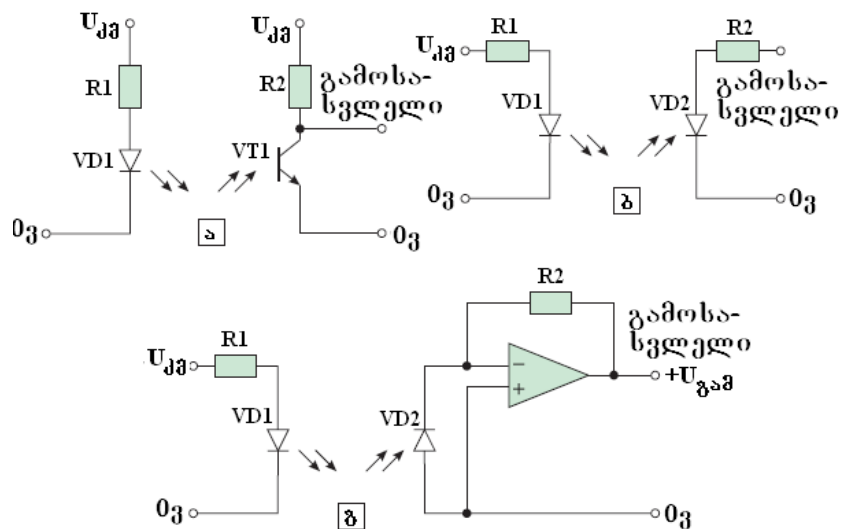 Uკვ
R1
VD1
0ვ
Uკვ
R2
გამოსა-
სვლელი
VT1
0ვ
ა
Uკვ
R1
VD1
0ვ
R2
VD2
გამოსა-
სვლელი
0ვ
ბ
Uკვ
R1
VD1
0ვ
R2
VD2
−
+
გამოსა-
სვლელი
+Uგამ
0ვ
გ